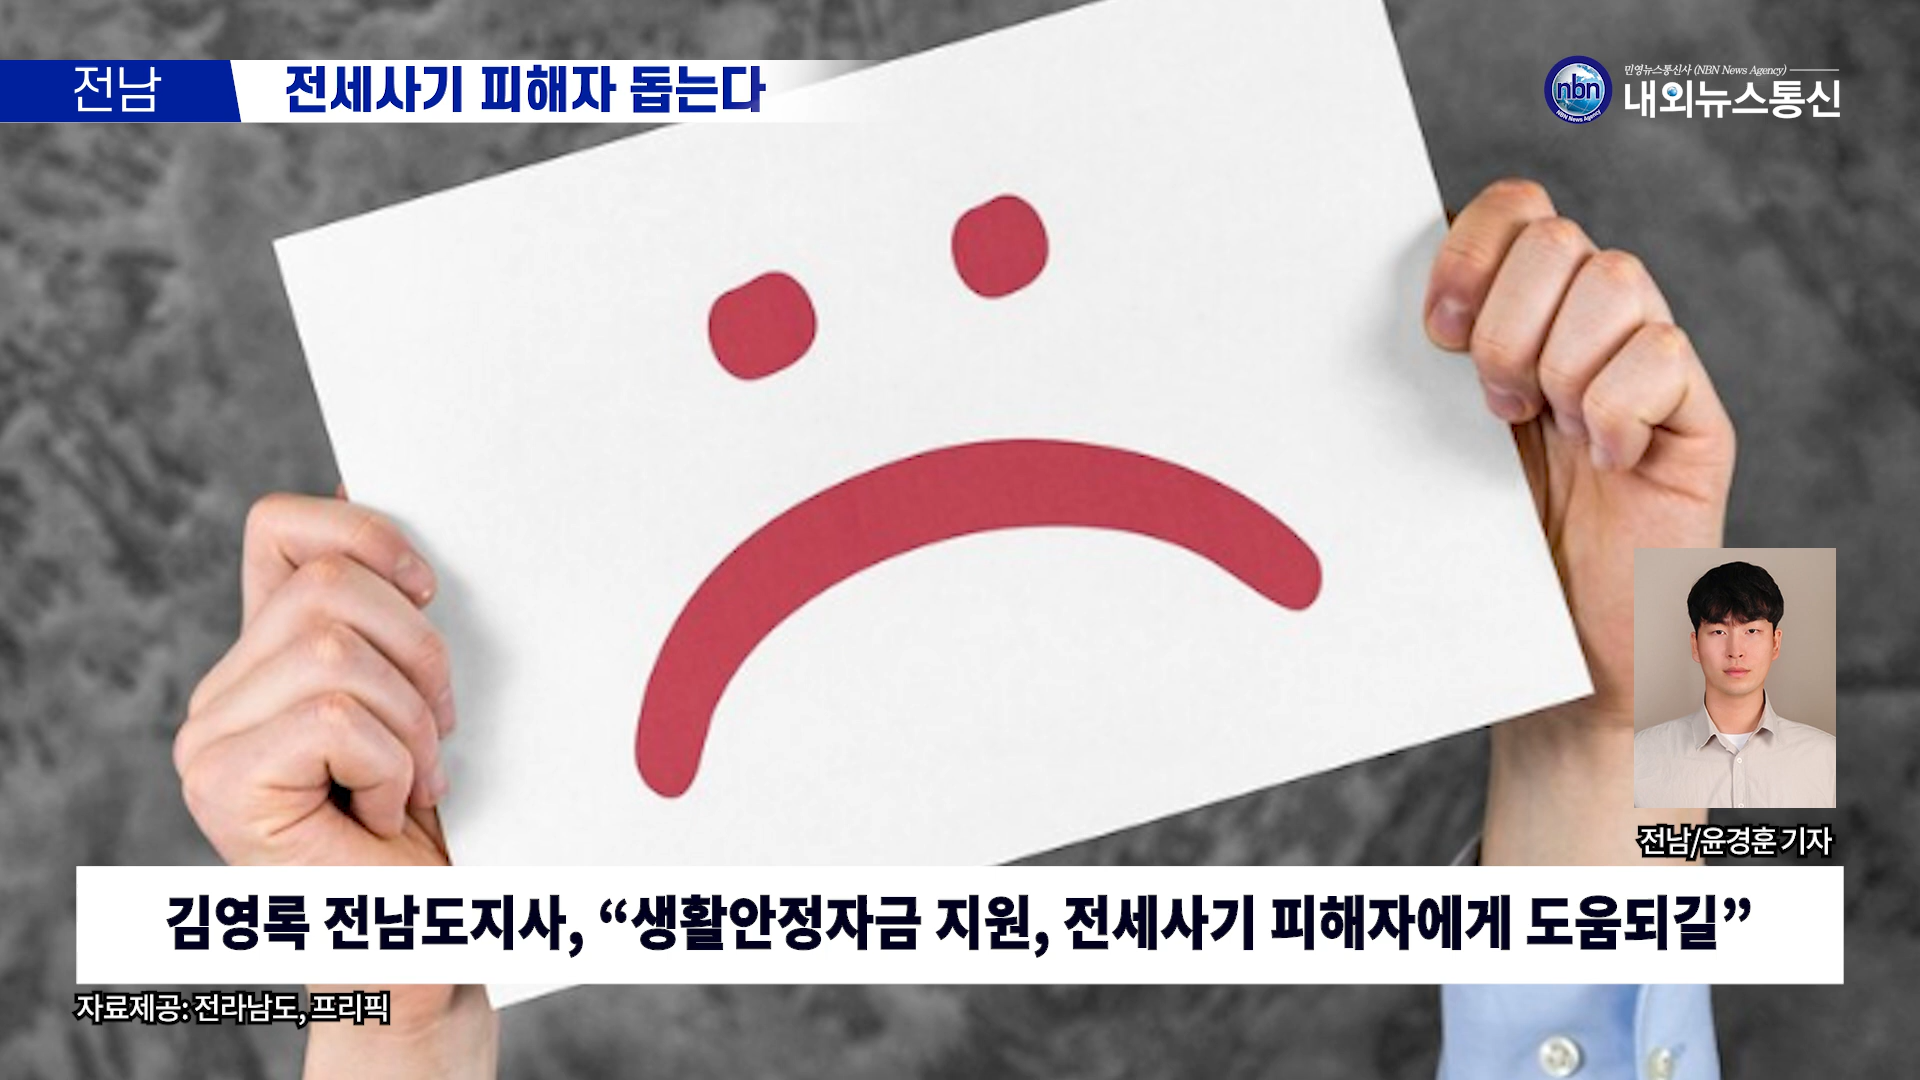 전남
전세사기 피해자 돕는다
민영뉴스통신사 (NBN News Agency)
nbn
NBN News Agency
내외뉴스통신
전남/윤경훈 기자
김영록 전남도지사, “생활안정자금 지원, 전세사기 피해자에게 도움되길”
자료제공: 전라남도, 프리픽